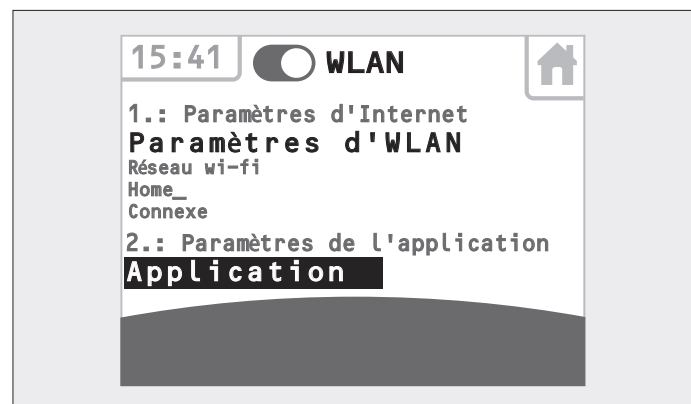 15:41 WLAN
1.: Paramètres d'Internet
Paramètres d'WLAN
Réseau wi-fi
Home_
Connexe
2.: Paramètres de l'application
Application